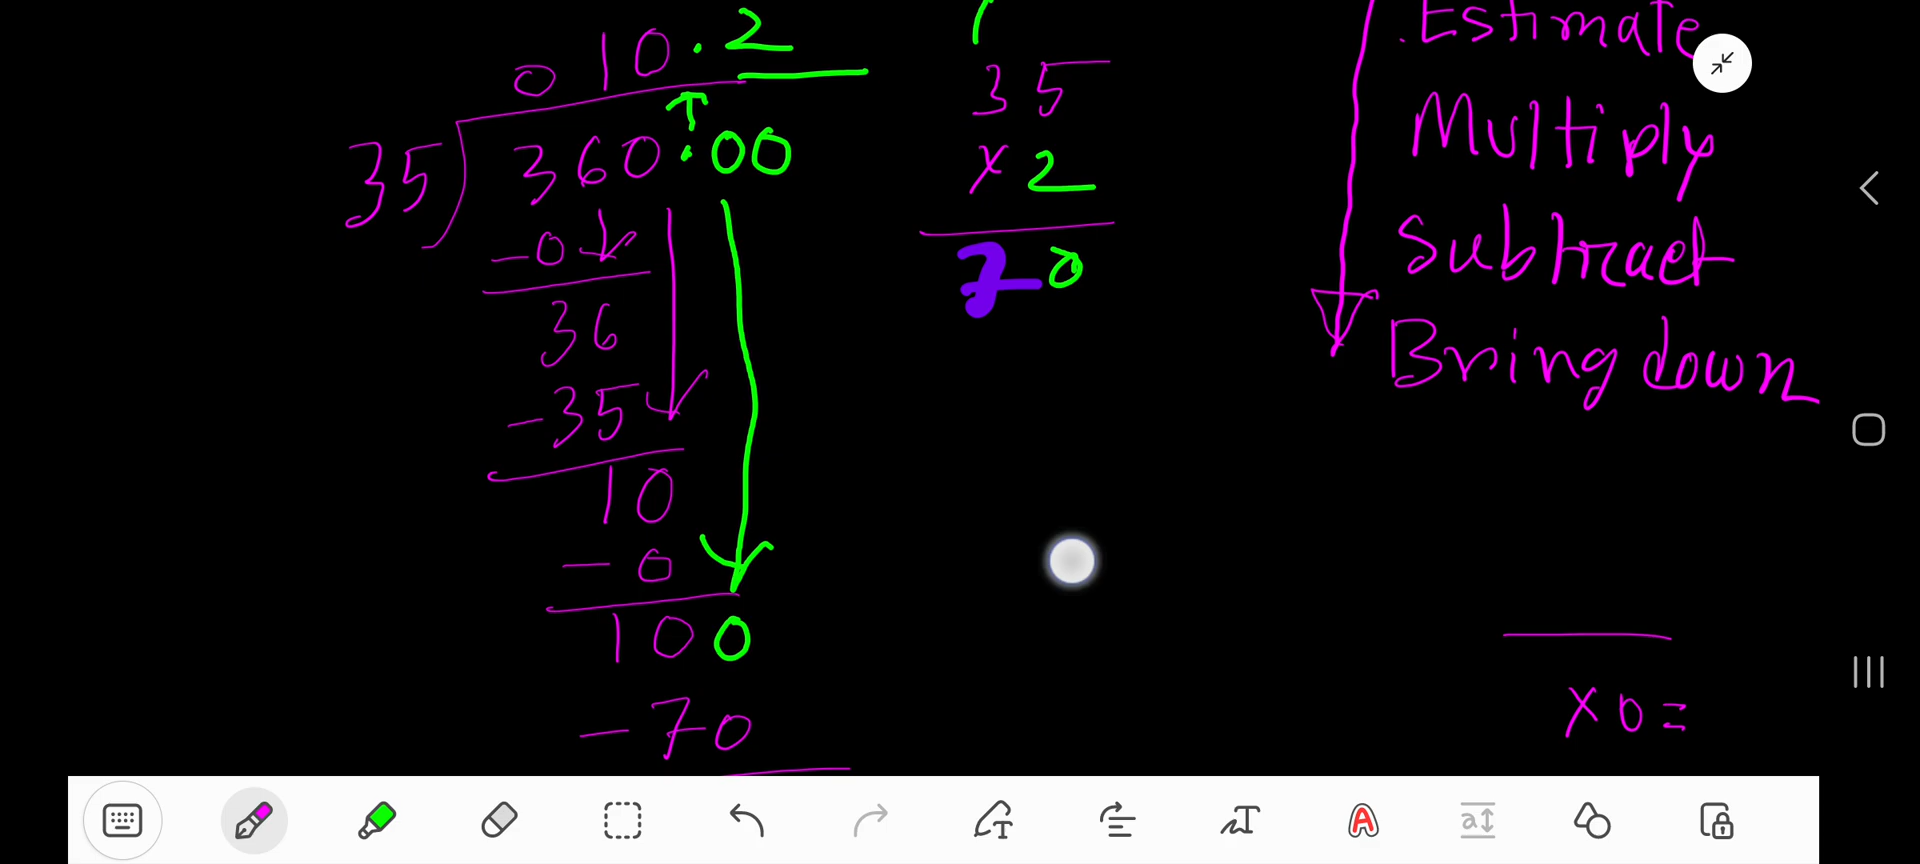 010.2
35)360.00
-0
36
-35
10
-0
100
-70
35
x2
70
.Estimate
Multiply
Subtract
Bring down
x0=